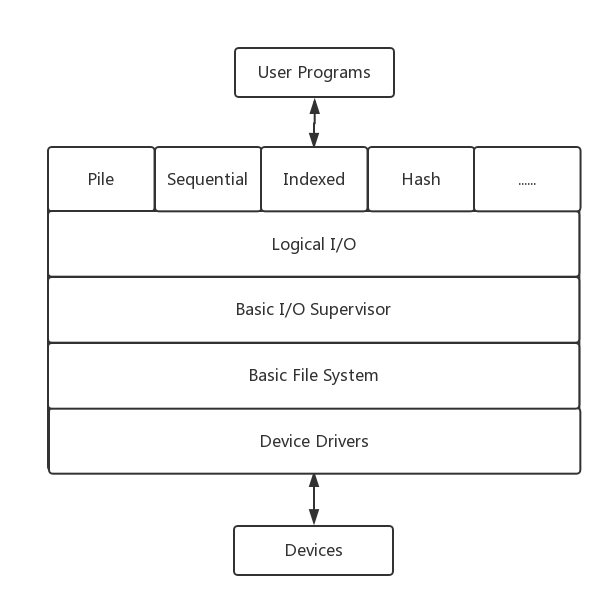 User Programs
Pile
Sequential
Indexed
Hash
......
Logical I/O
Basic I/O Supervisor
Basic File System
Device Drivers
Devices